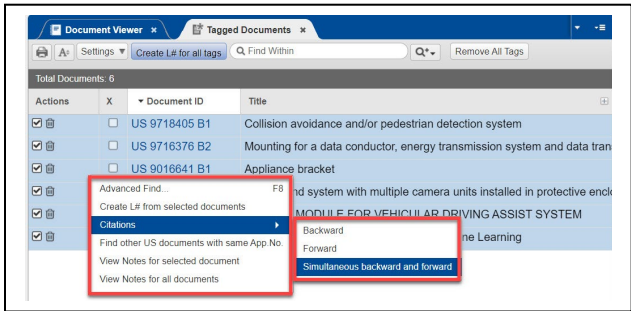 Document Viewer × Tagged Documents ×
Settings ▼ Create L# for all tags Find Within Remove All Tags
Total Documents: 6
Actions X Document ID Title
US 9718405 B1 Collision avoidance and/or pedestrian detection system
US 9716376 B2 Mounting for a data conductor, energy transmission system and data tran
US 9016641 B1 Appliance bracket
nd system with multiple camera units installed in protective enclo
MODULE FOR VEHICULAR DRIVING ASSIST SYSTEM
ne Learning
Advanced Find... F8
Create L# from selected documents
Citations
Find other US documents with same App.No.
View Notes for selected document
View Notes for all documents
Backward
Forward
Simultaneous backward and forward